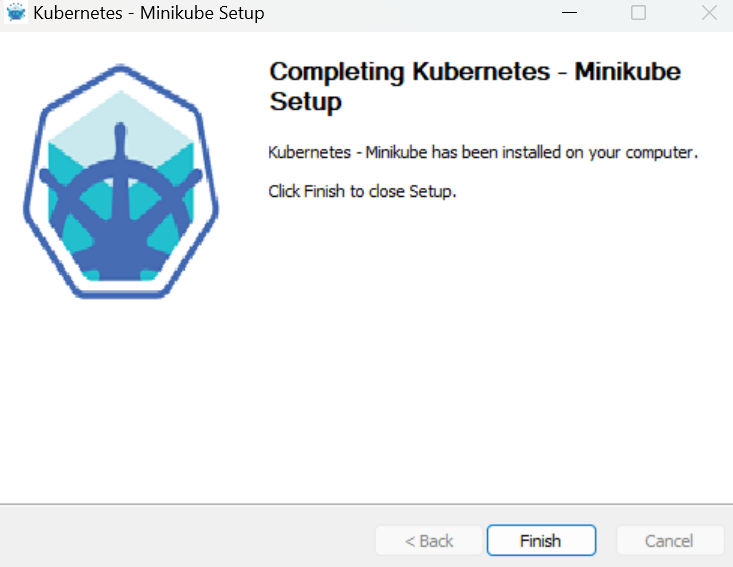 Kubernetes - Minikube Setup
Completing Kubernetes - Minikube
Setup
Kubernetes - Minikube has been installed on your computer.
Click Finish to close Setup.
< Back
Finish
Cancel